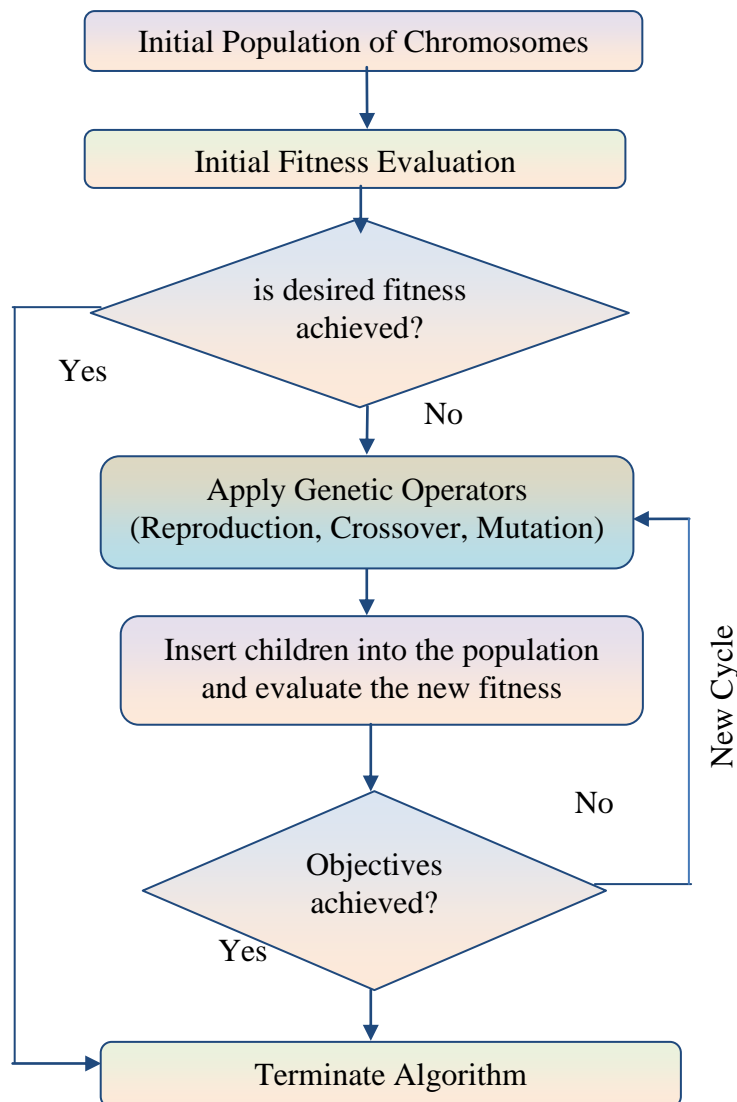 Initial Population of Chromosomes
Initial Fitness Evaluation
is desired fitness
achieved?
Yes
No
Apply Genetic Operators
(Reproduction, Crossover, Mutation)
Insert children into the population
and evaluate the new fitness
New Cycle
No
Objectives
achieved?
Yes
Terminate Algorithm